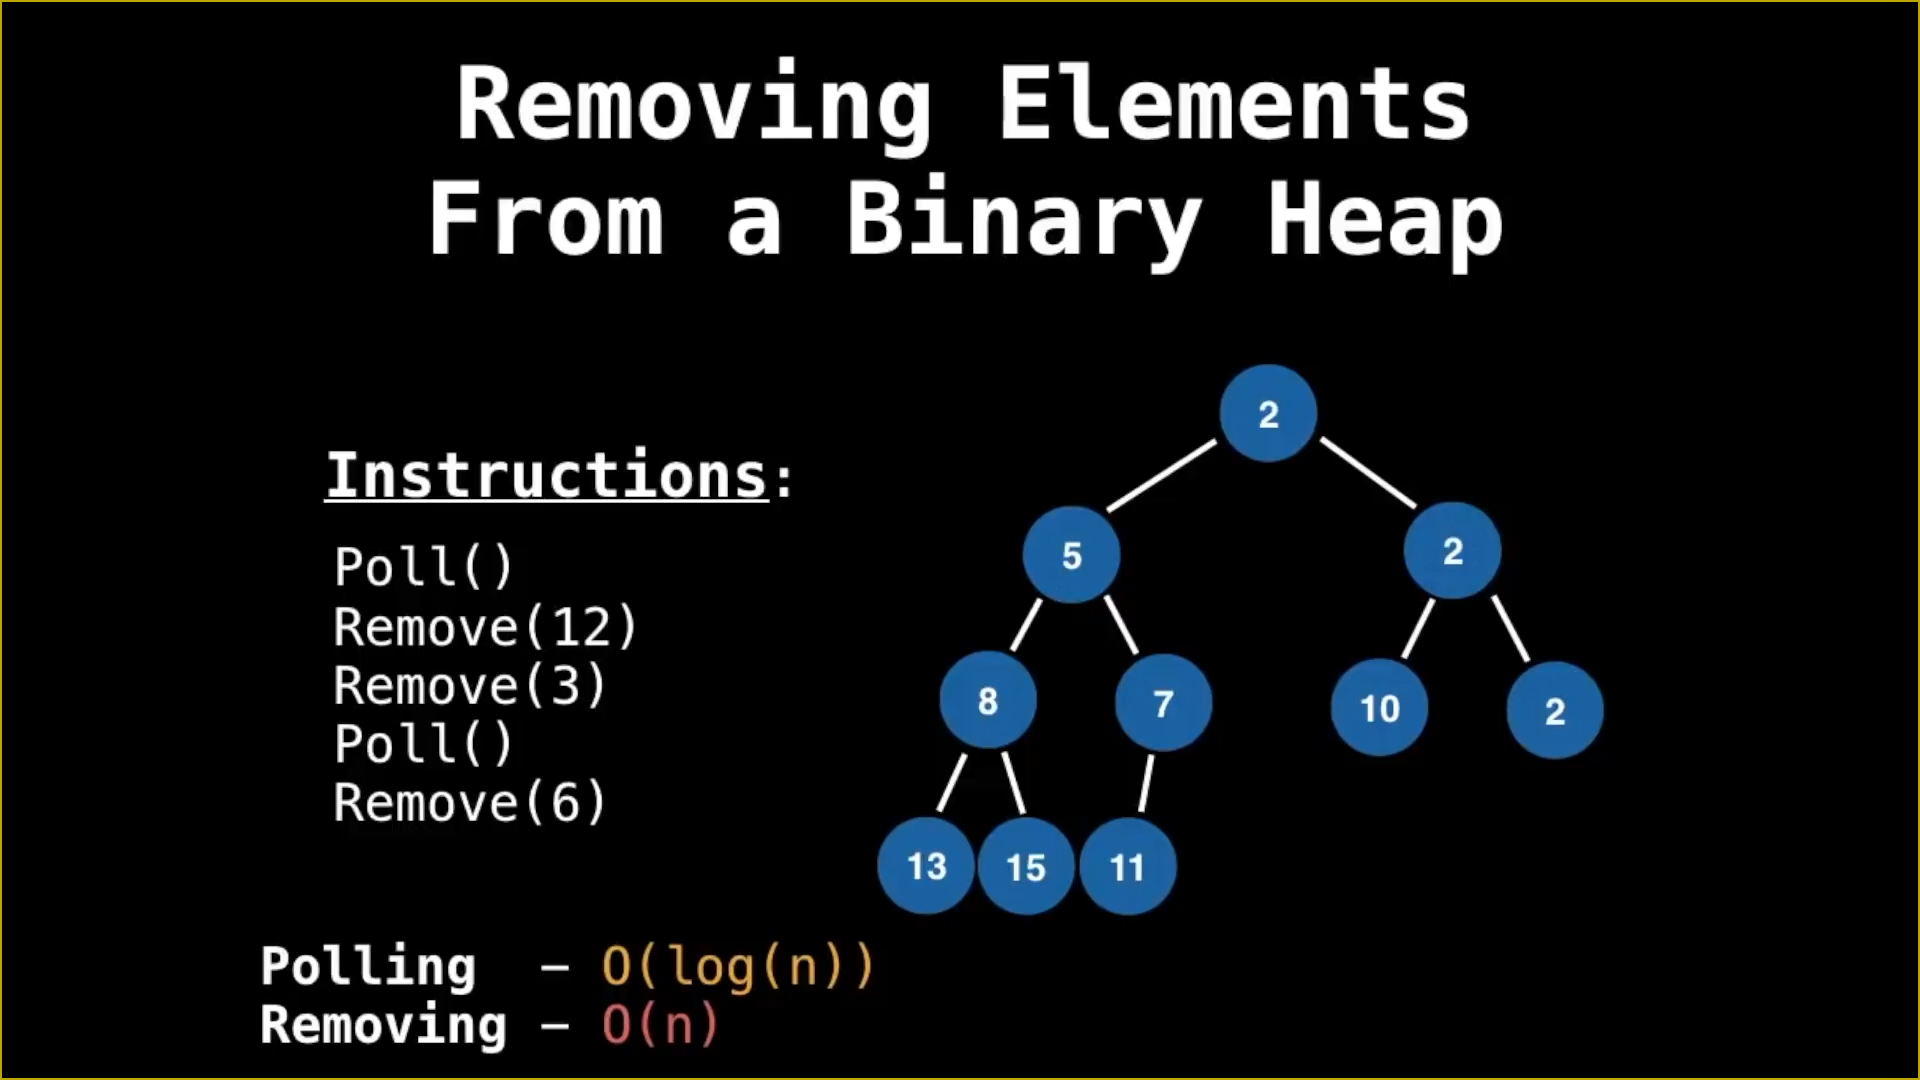 Removing Elements
From a Binary Heap
Instructions:
Poll()
Remove(12)
Remove(3)
Poll()
Remove(6)
2
5
2
8
7
10
2
13
15
11
Polling – O(log(n))
Removing – O(n)